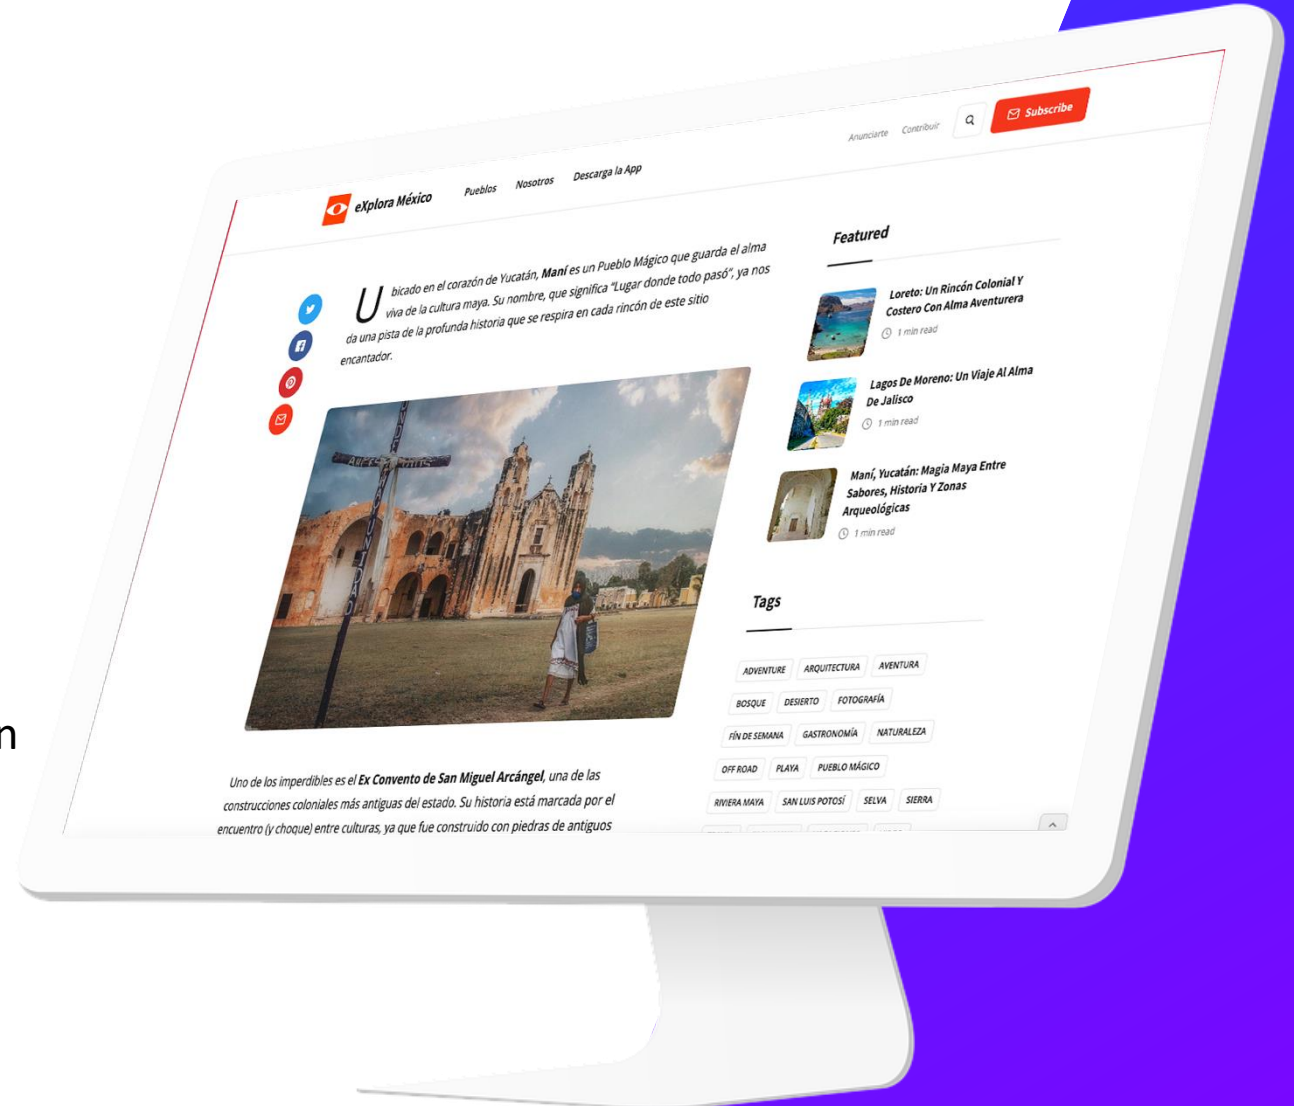 eXplora México
Pueblos
Nosotros
Descarga la App
Anunciarte
Contribuir
Subscribe
Ubicado en el corazón de Yucatán, Maní es un Pueblo Mágico que guarda el alma
viva de la cultura maya. Su nombre, que significa “Lugar donde todo pasó”, ya nos
da una pista de la profunda historia que se respira en cada rincón de este sitio
encantador.
UNIDAD
Uno de los imperdibles es el Ex Convento de San Miguel Arcángel, una de las
construcciones coloniales más antiguas del estado. Su historia está marcada por el
encuentro (y choque) entre culturas, ya que fue construido con piedras de antiguos
Featured
Loreto: Un Rincón Colonial Y
Costero Con Alma Aventurera
1 min read
Lagos De Moreno: Un Viaje Al Alma
De Jalisco
1 min read
Maní, Yucatán: Magia Maya Entre
Sabores, Historia Y Zonas
Arqueológicas
1 min read
Tags
ADVENTURE ARQUITECTURA AVENTURA
BOSQUE DESIERTO FOTOGRAFÍA
FÍN DE SEMANA GASTRONOMÍA NATURALEZA
OFF ROAD PLAYA PUEBLO MÁGICO
RIVIERA MAYA SAN LUIS POTOSÍ SELVA SIERRA
n